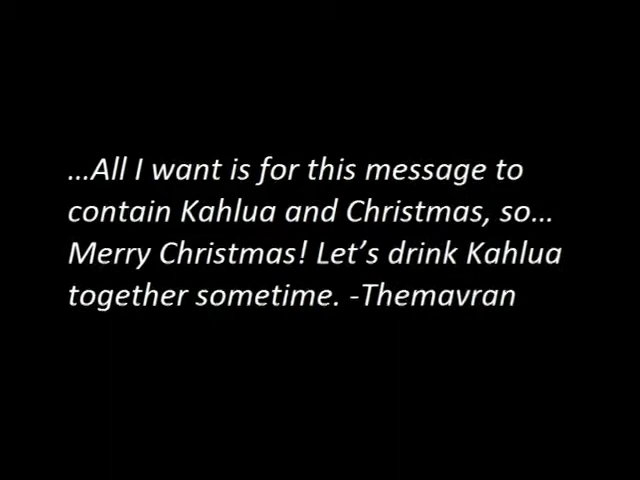 ...All I want is for this message to
contain Kahlua and Christmas, so...
Merry Christmas! Let’s drink Kahlua
together sometime. -Themavran